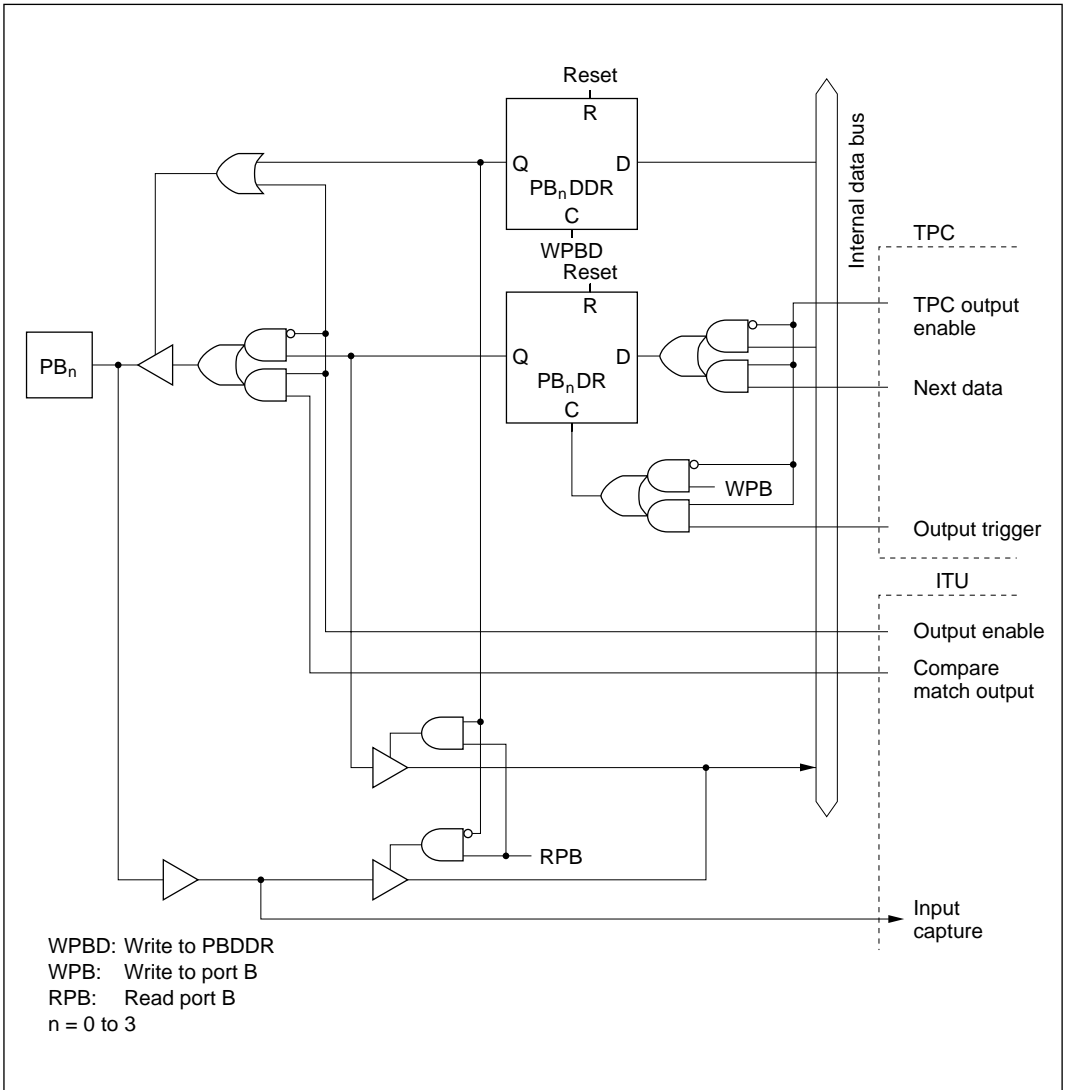 Reset
R
Q
D
PBnDDR
C
WPBD
Internal data bus
TPC
Reset
R
TPC output
enable
PBn
Q
D
PBnDR
C
Next data
WPB
Output trigger
ITU
Output enable
Compare
match output
RPB
Input
capture
WPBD: Write to PBDDR
WPB: Write to port B
RPB: Read port B
n = 0 to 3